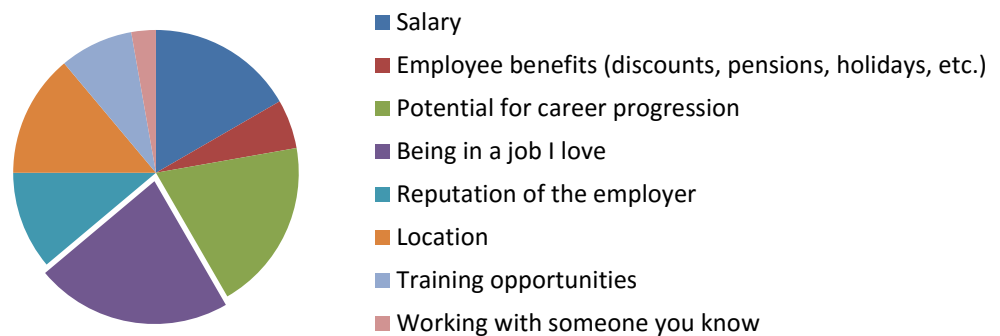 Salary
Employee benefits (discounts, pensions, holidays, etc.)
Potential for career progression
Being in a job I love
Reputation of the employer
Location
Training opportunities
Working with someone you know